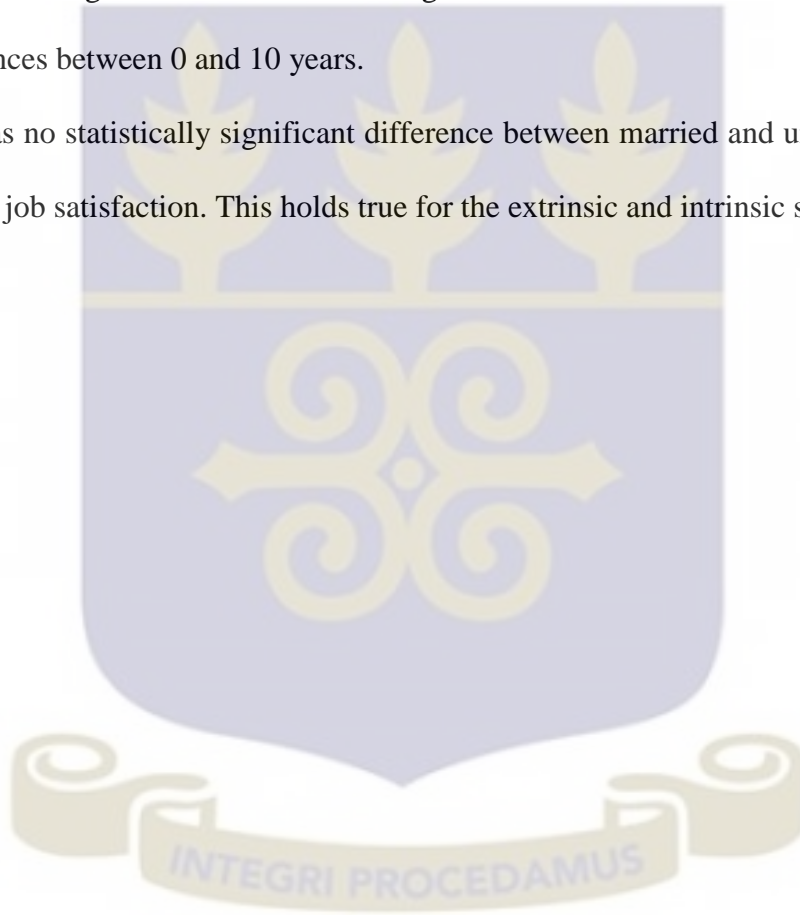 nces between 0 and 10 years.
as no statistically significant difference between married and u
job satisfaction. This holds true for the extrinsic and intrinsic s
INTEGRI PROCEDAMUS